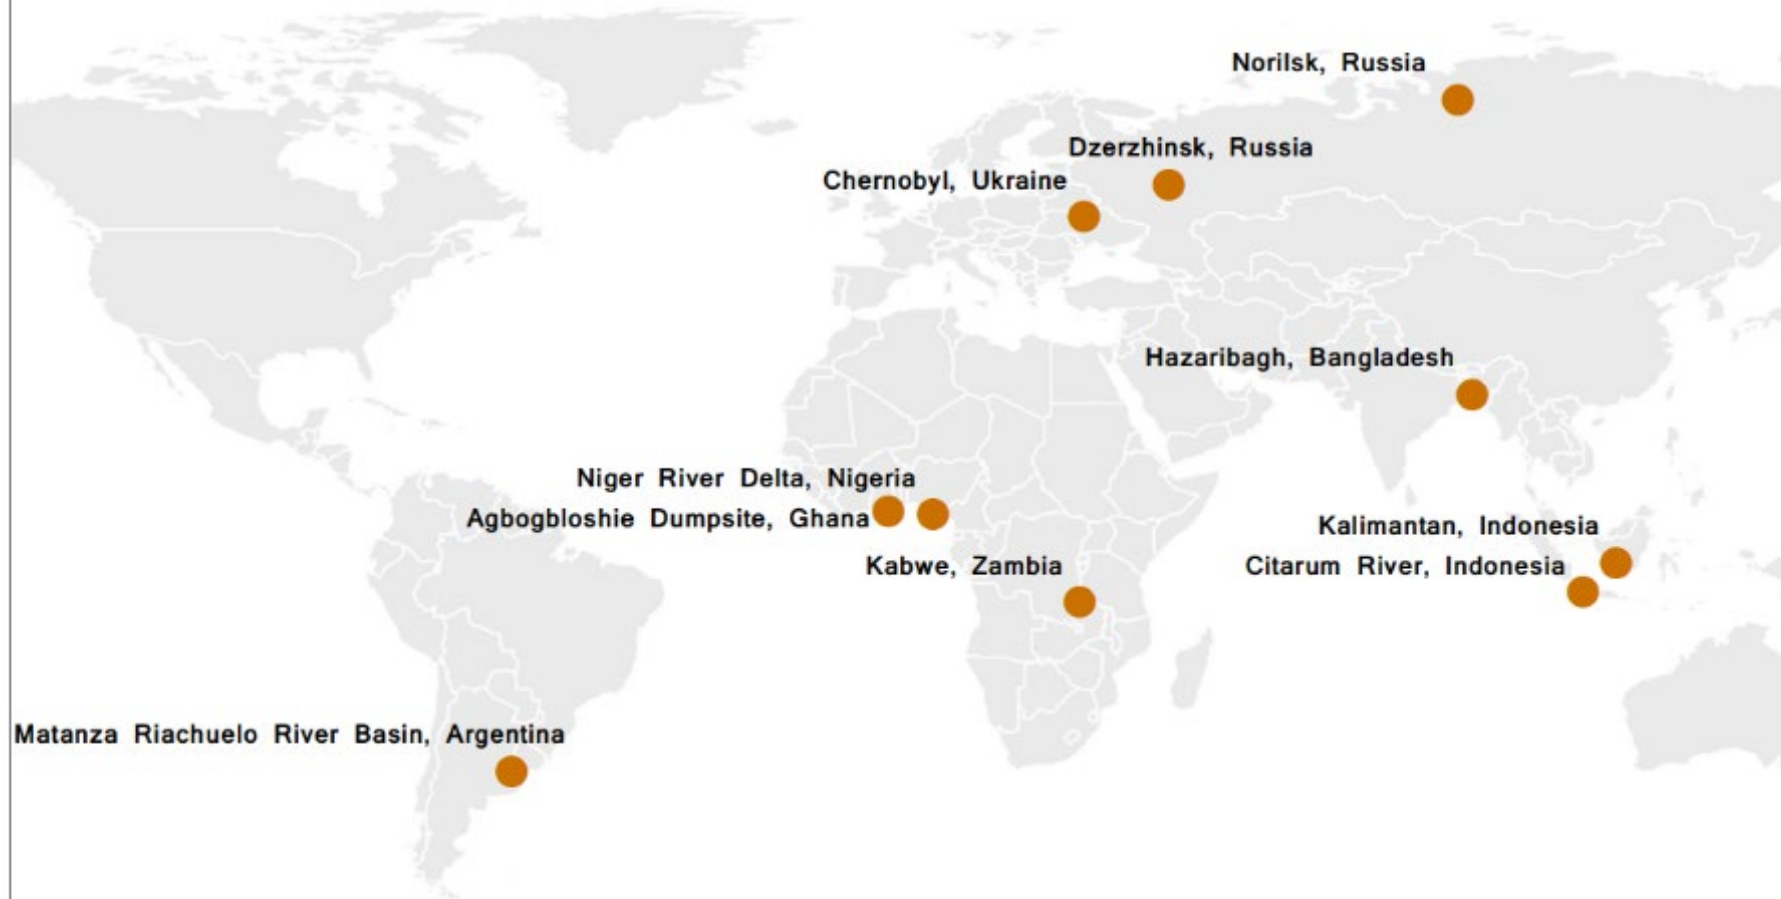 Norilsk, Russia
Dzerzhinsk, Russia
Chernobyl, Ukraine
Hazaribagh, Bangladesh
Niger River Delta, Nigeria
Agbogbloshie Dumpsite, Ghana
Kalimantan, Indonesia
Kabwe, Zambia
Citarum River, Indonesia
Matanza Riachuelo River Basin, Argentina